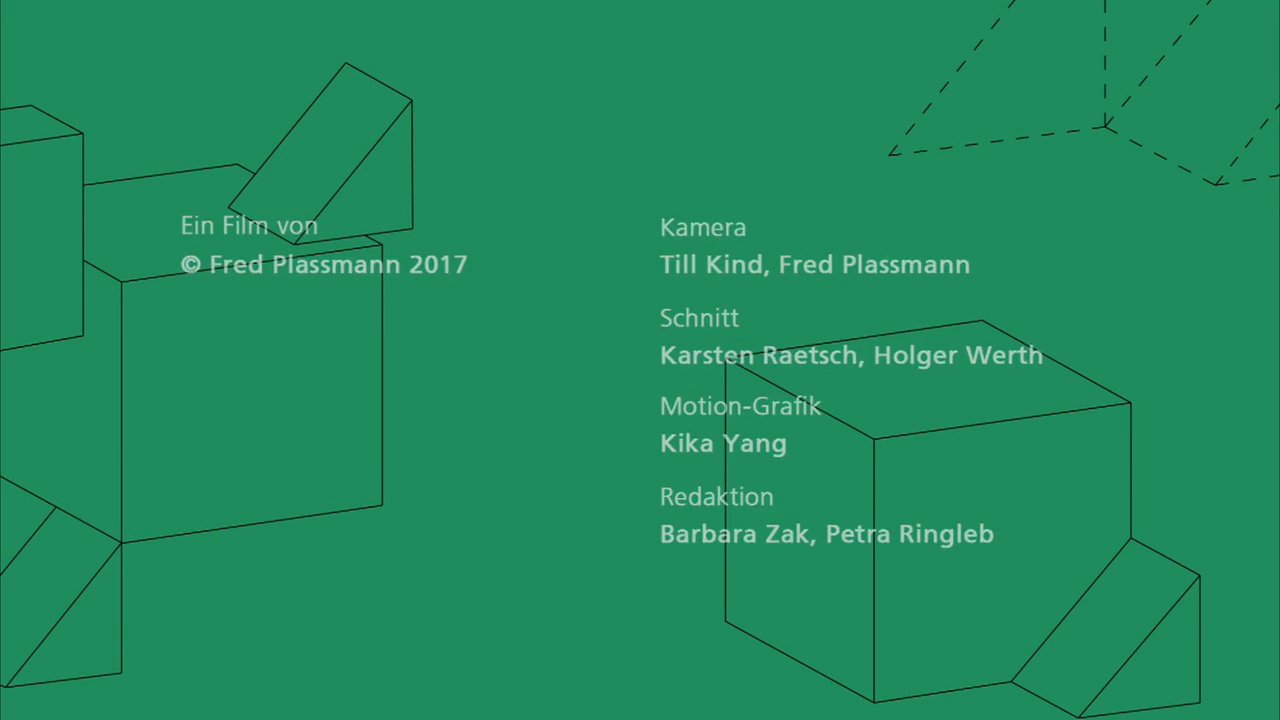 Ein Film von
© Fred Plassmann 2017
Kamera
Till Kind, Fred Plassmann
Schnitt
Karsten Raetsch, Holger Werth
Motion-Grafik
Kika Yang
Redaktion
Barbara Zak, Petra Ringleb